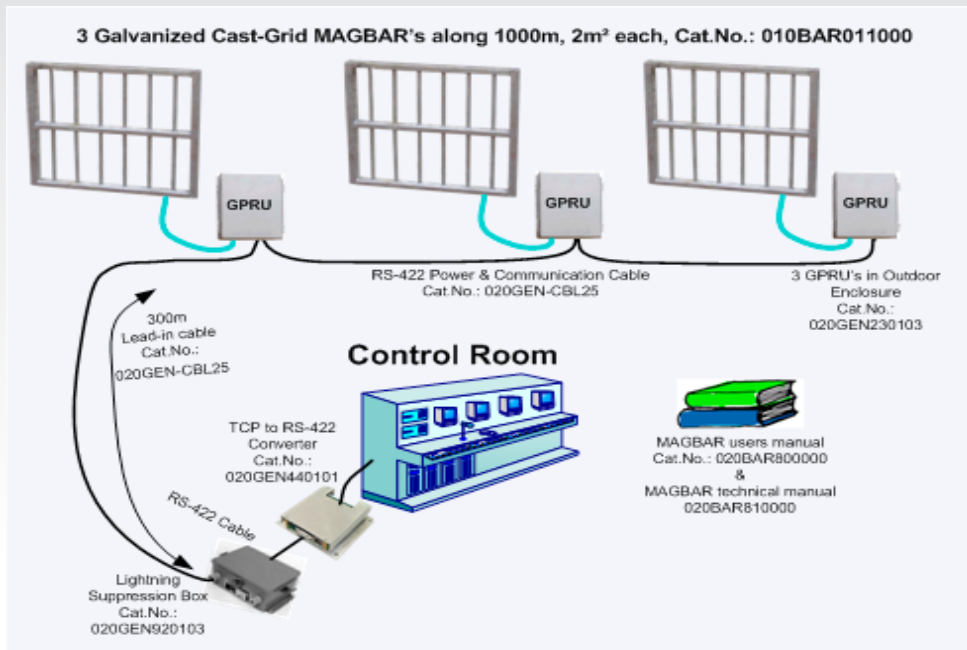 3 Galvanized Cast-Grid MAGBAR's along 1000m, 2m² each, Cat.No.: 010BAR011000
GPRU
GPRU
GPRU
RS-422 Power & Communication Cable
Cat.No.: 020GEN-CBL25
3 GPRU's in Outdoor
Enclosure
Cat.No.:
020GEN230103
300m
Lead-in cable
Cat.No.:
020GEN-CBL25
Control Room
TCP to RS-422
Converter
Cat.No.:
020GEN440101
MAGBAR users manual
Cat.No.: 020BAR800000
&
MAGBAR technical manual
020BAR810000
RS-422 Cable
Lightning
Suppression Box
Cat.No.:
020GEN920103